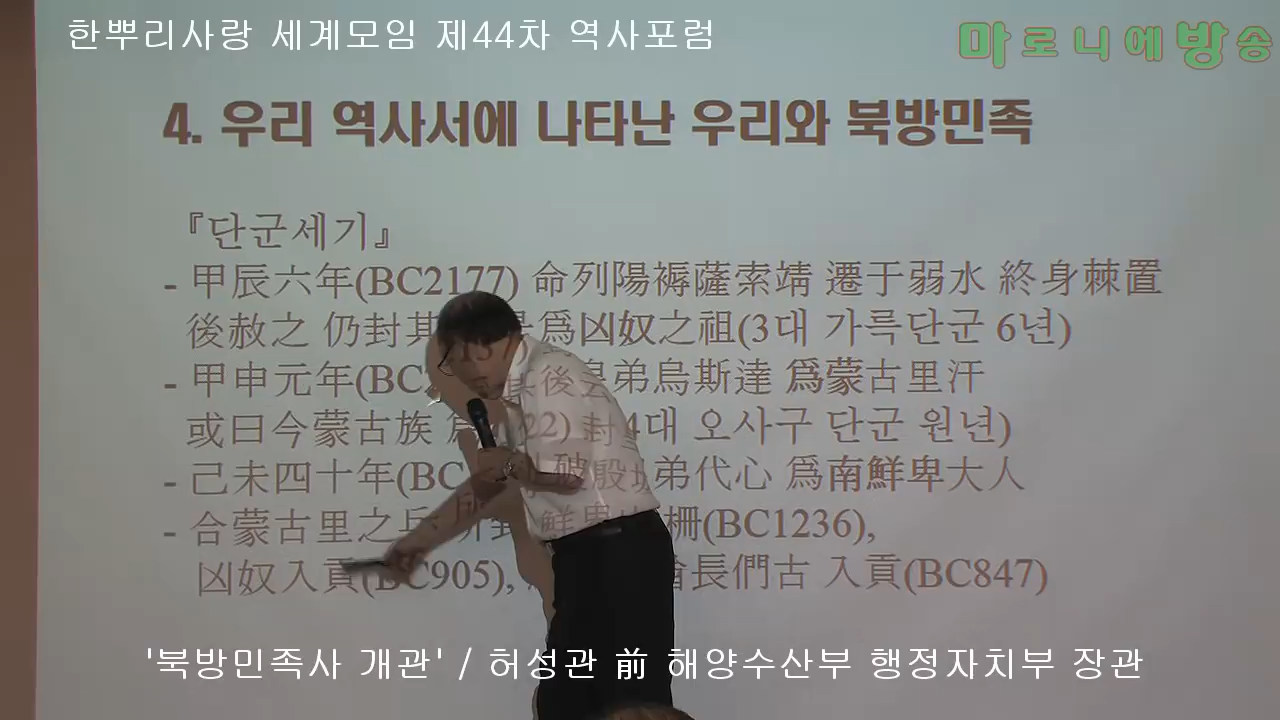 한뿌리사랑 세계모임 제44차 역사포럼
마로니에방송
4. 우리 역사서에 나타난 우리와 북방민족
『단군세기』
- 甲辰六年(BC2177) 命列陽褥薩索靖 遷于弱水 終身棘置
後赦之 仍封其 爲凶奴之祖(3대 가륵단군 6년)
- 甲申元年(BC 弟烏斯達 爲蒙古里汗
或曰今蒙古族 4대 오사구 단군 원년)
- 己未四十年(BC 弟代心 爲南鮮卑大人
- 合蒙古里之兵 柵(BC1236),
凶奴入貢(BC905), 長們古 入貢(BC847)
'북방민족사 개관' / 허성관 前 해양수산부 행정자치부 장관